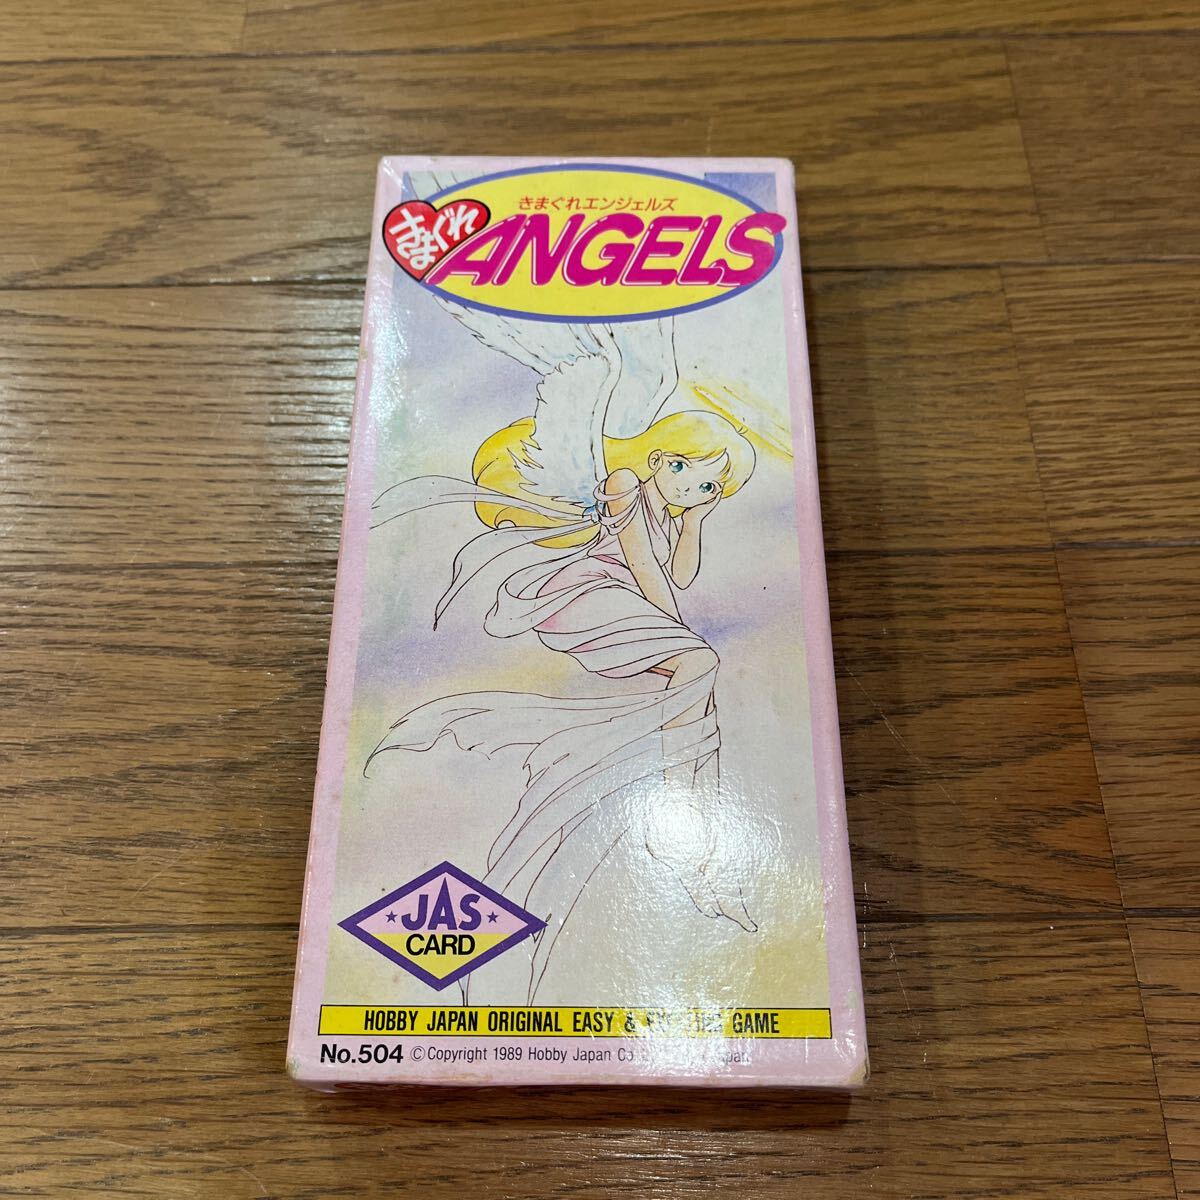 きまぐれエンジェルズ
きまぐれ
ANGELS
JAS
CARD
HOBBY JAPAN ORIGINAL EASY & GAME
No.504 ©Copyright 1989 Hobby Japan Co